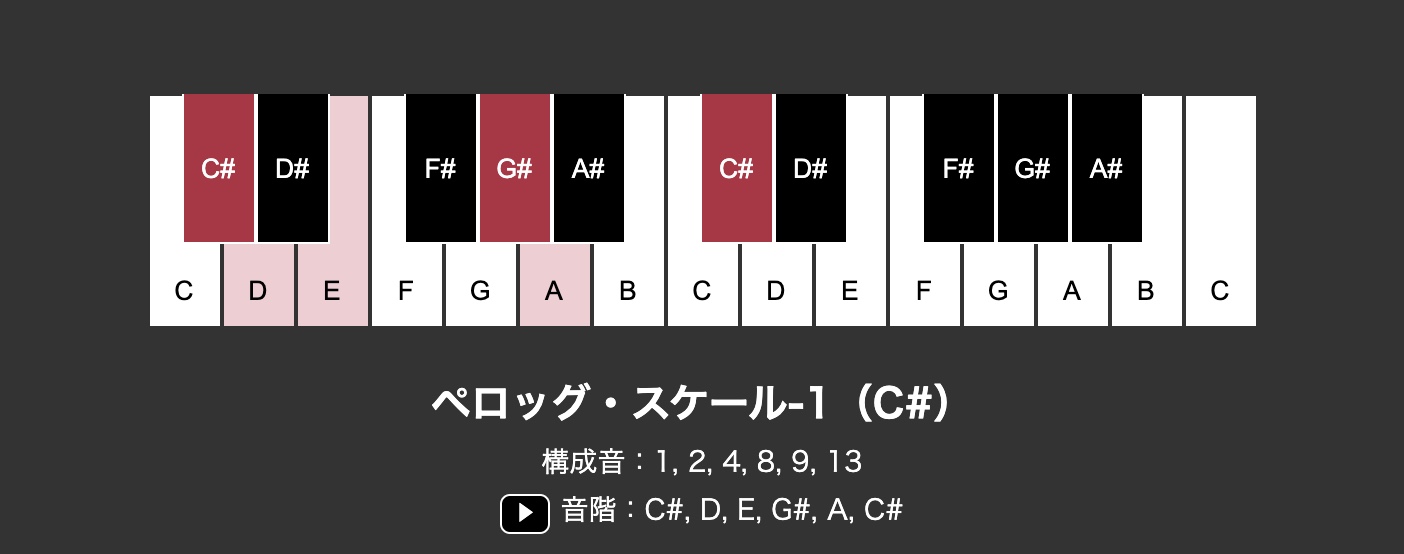 C# D# F# G# A# C# D# F# G# A#
C D E F G A B C D E F G A B C
ペロッグ・スケール-1（C#）
構成音：1, 2, 4, 8, 9, 13
音階：C#, D, E, G#, A, C#